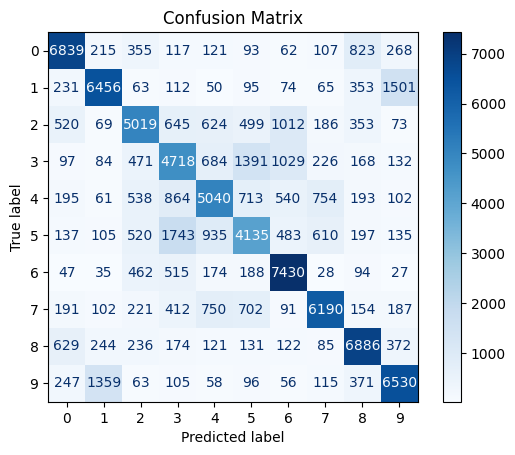 Confusion Matrix
0 6839 215 355 117 121 93 62 107 823 268
1 231 6456 63 112 50 95 74 65 353 1501
2 520 69 5019 645 624 499 1012 186 353 73
3 97 84 471 4718 684 1391 1029 226 168 132
4 195 61 538 864 5040 713 540 754 193 102
5 137 105 520 1743 935 4135 483 610 197 135
6 47 35 462 515 174 188 7430 28 94 27
7 191 102 221 412 750 702 91 6190 154 187
8 629 244 236 174 121 131 122 85 6886 372
9 247 1359 63 105 58 96 56 115 371 6530
0 1 2 3 4 5 6 7 8 9
Predicted label
True label
7000
6000
5000
4000
3000
2000
1000